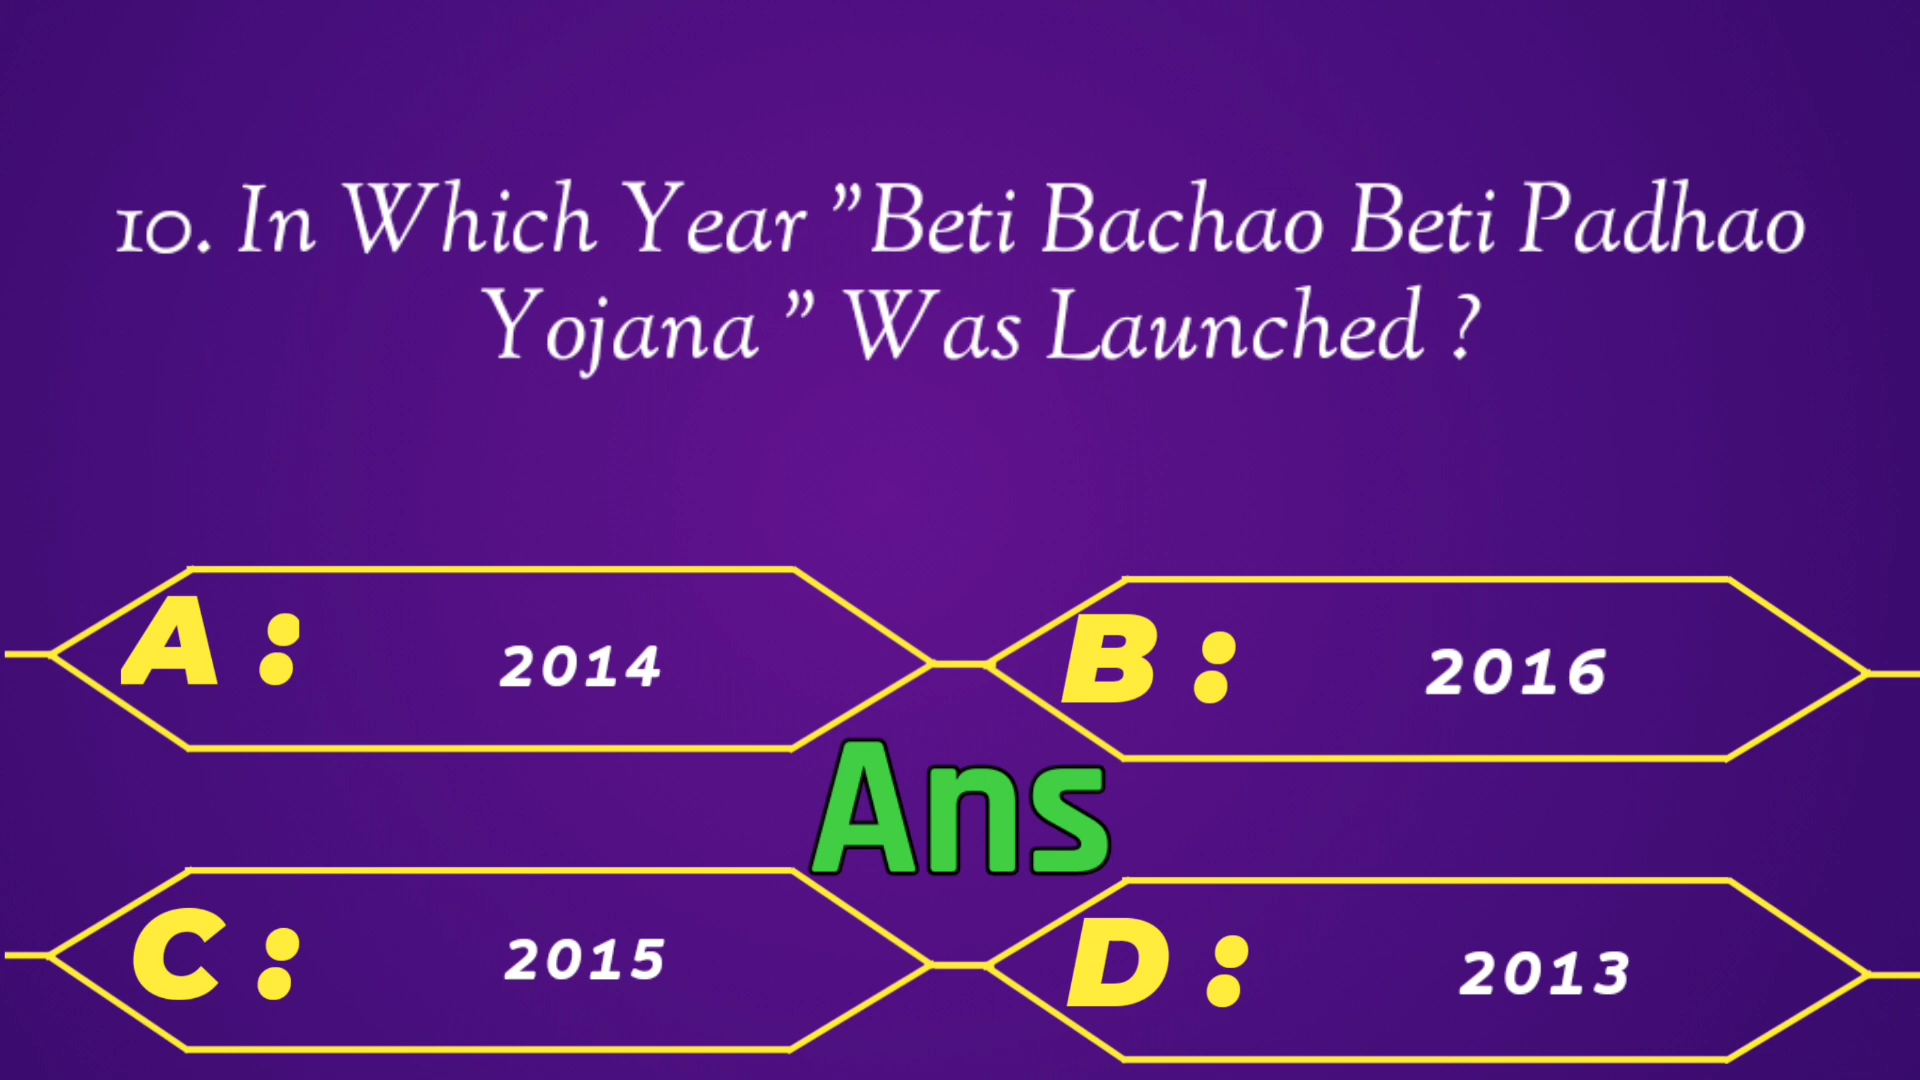 10. In Which Year ”Beti Bachao Beti Padhao
Yojana ” Was Launched ?
A : 2014
B : 2016
Ans
C : 2015
D : 2013